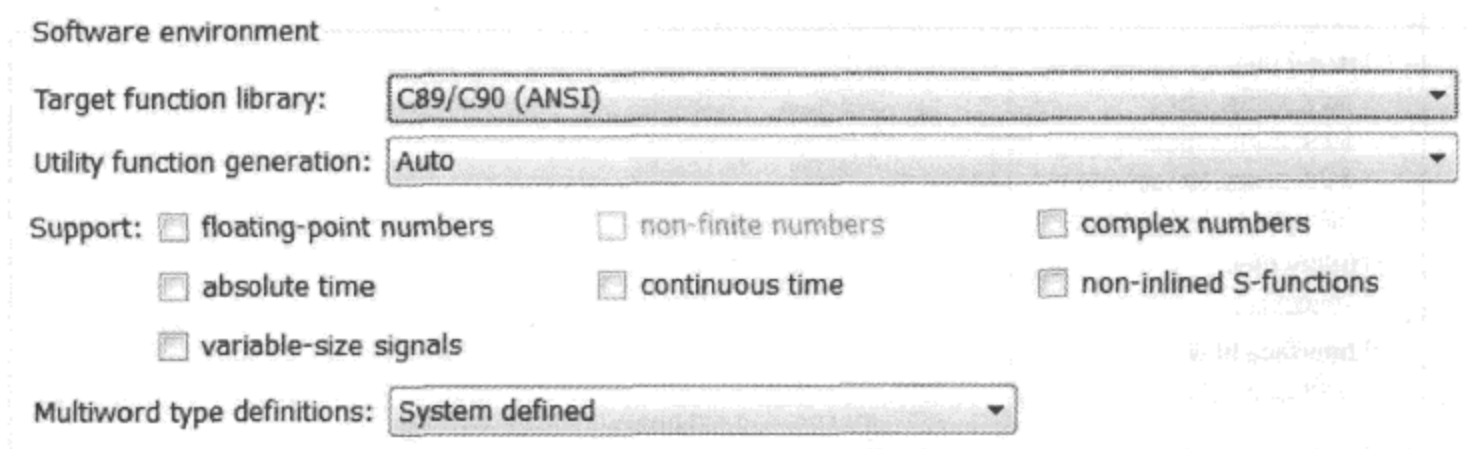 Software environment
Target function library: C89/C90 (ANSI)
Utility function generation: Auto
Support: floating-point numbers non-finite numbers complex numbers
absolute time continuous time non-inlined S-functions
variable-size signals
Multiword type definitions: System defined